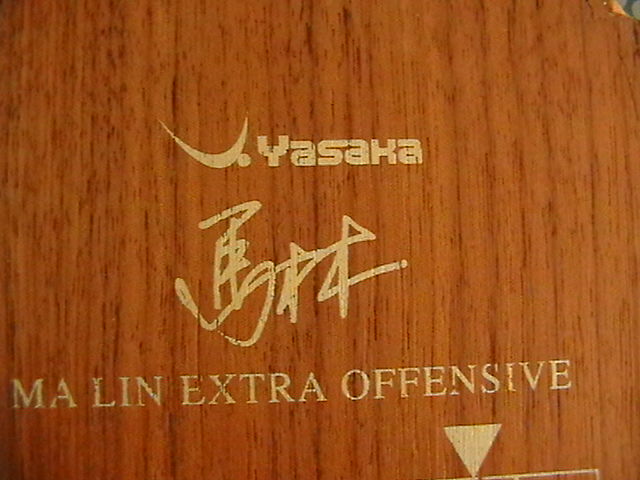 Yasaka
馬林
MA LIN EXTRA OFFENSIVE